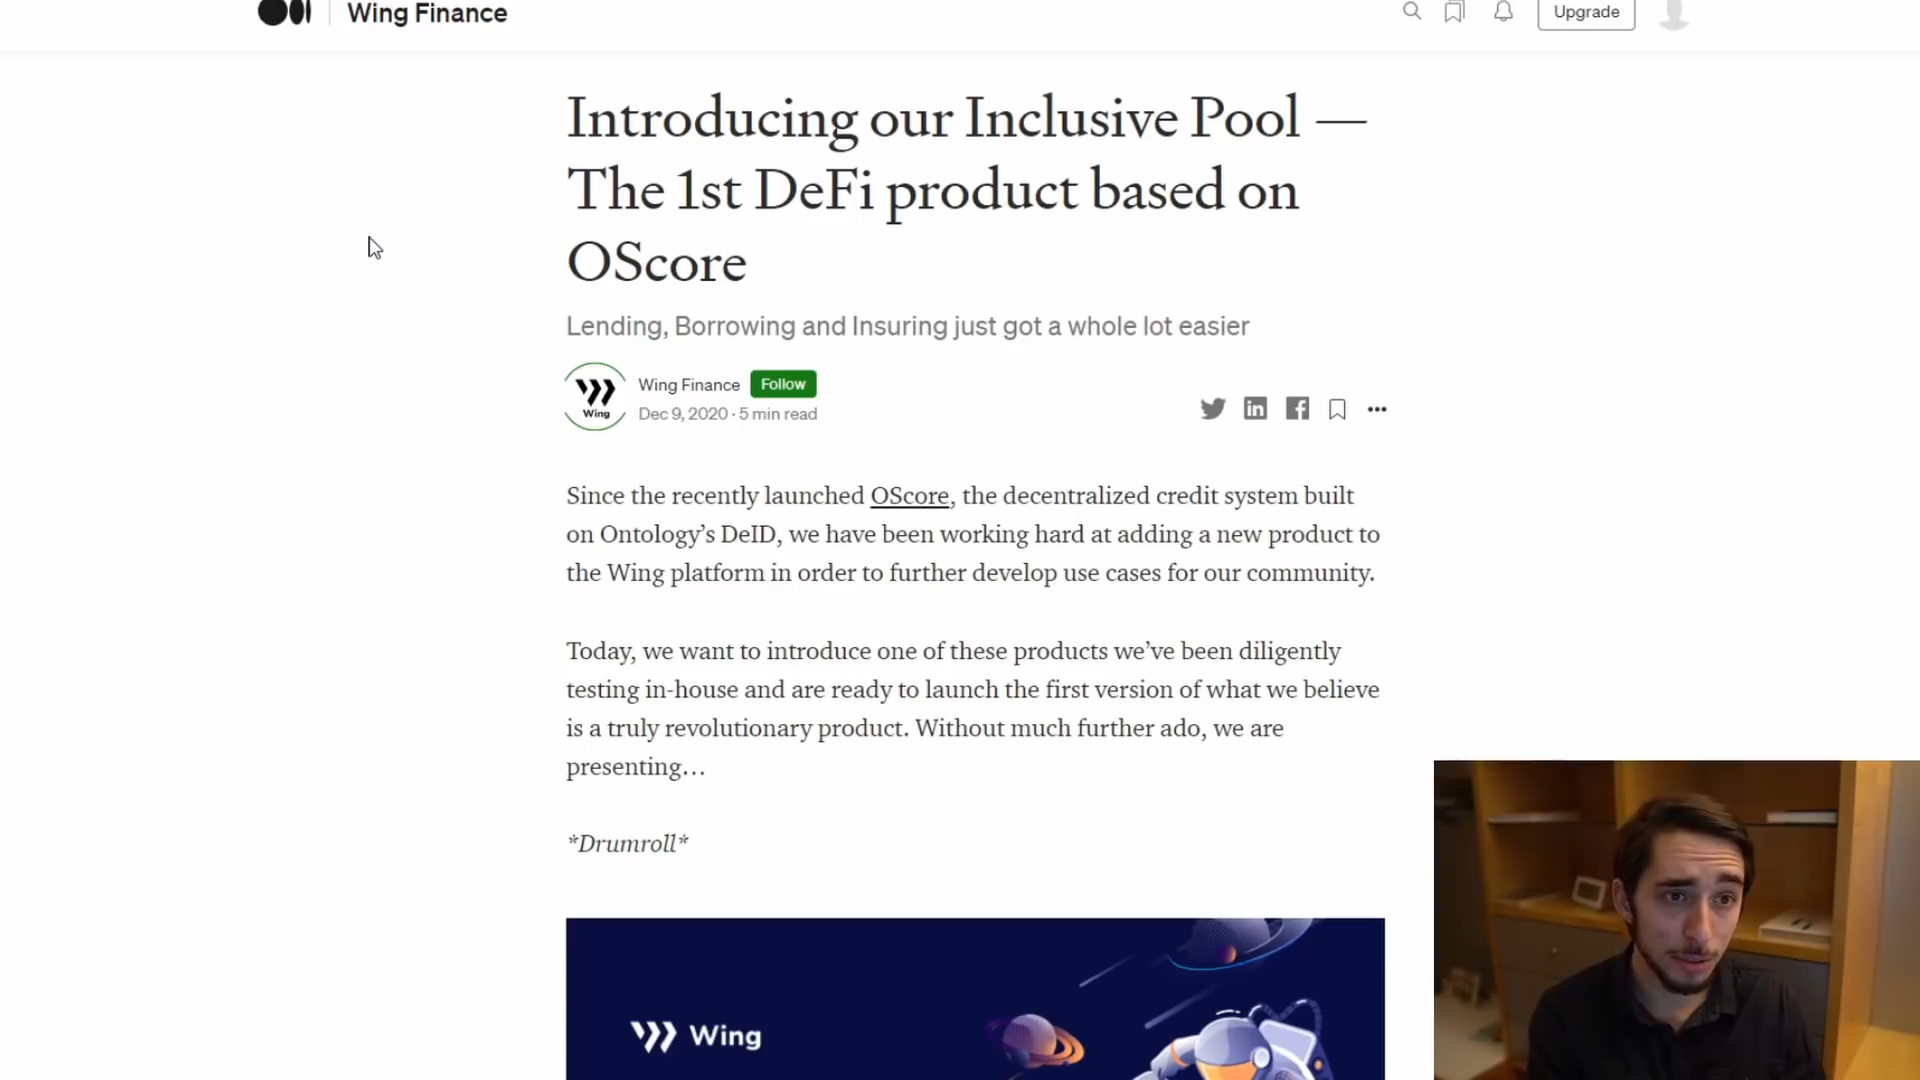 Wing Finance
Upgrade
Introducing our Inclusive Pool —
The 1st DeFi product based on
OScore
Lending, Borrowing and Insuring just got a whole lot easier
Wing
Wing Finance
Follow
Dec 9, 2020 · 5 min read
Since the recently launched OScore, the decentralized credit system built
on Ontology’s DeID, we have been working hard at adding a new product to
the Wing platform in order to further develop use cases for our community.
Today, we want to introduce one of these products we’ve been diligently
testing in-house and are ready to launch the first version of what we believe
is a truly revolutionary product. Without much further ado, we are
presenting…
*Drumroll*
Wing